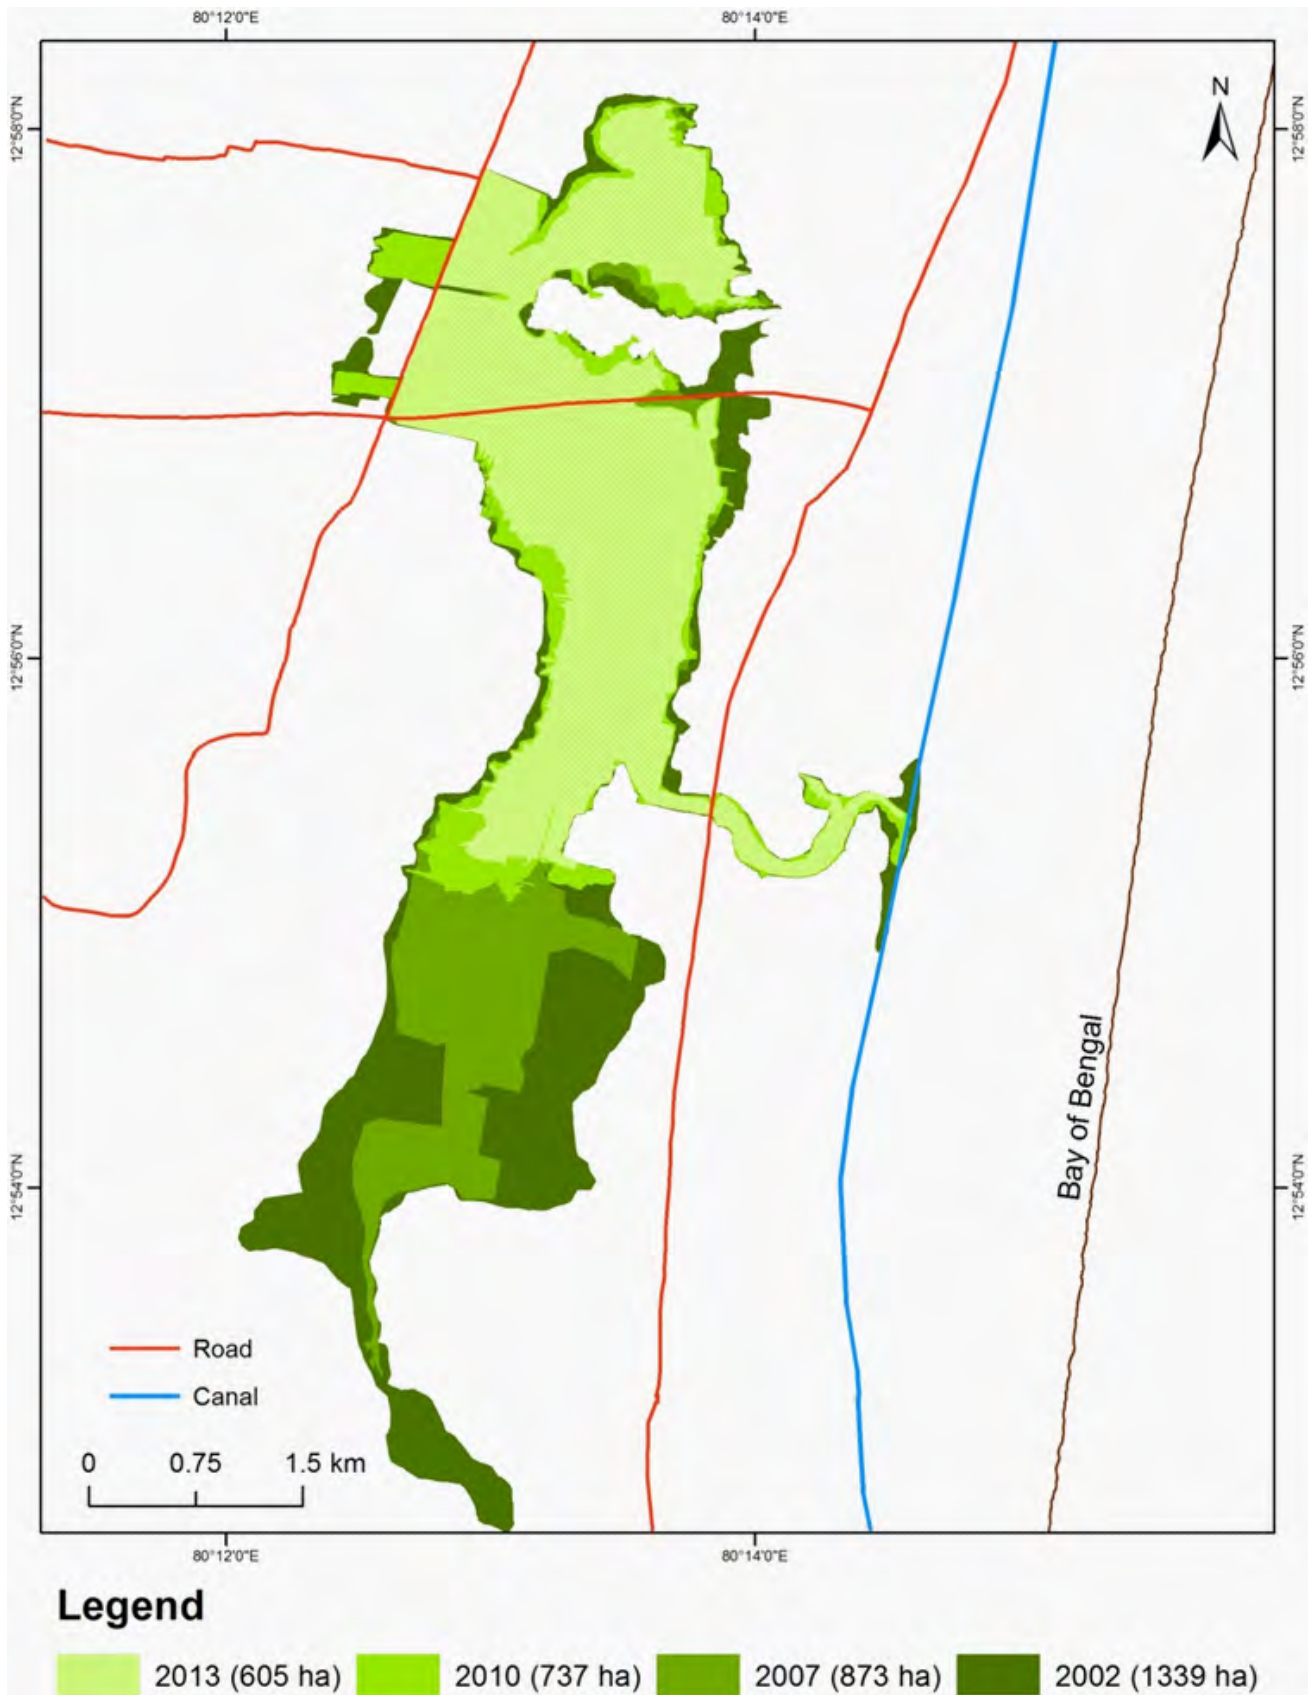 80°12'0"E 80°14'0"E
N
12°58'0"N 12°58'0"N
12°56'0"N 12°56'0"N
Bay of Bengal
12°54'0"N 12°54'0"N
Road
Canal
0 0.75 1.5 km
80°12'0"E 80°14'0"E
Legend
2013 (605 ha) 2010 (737 ha) 2007 (873 ha) 2002 (1339 ha)